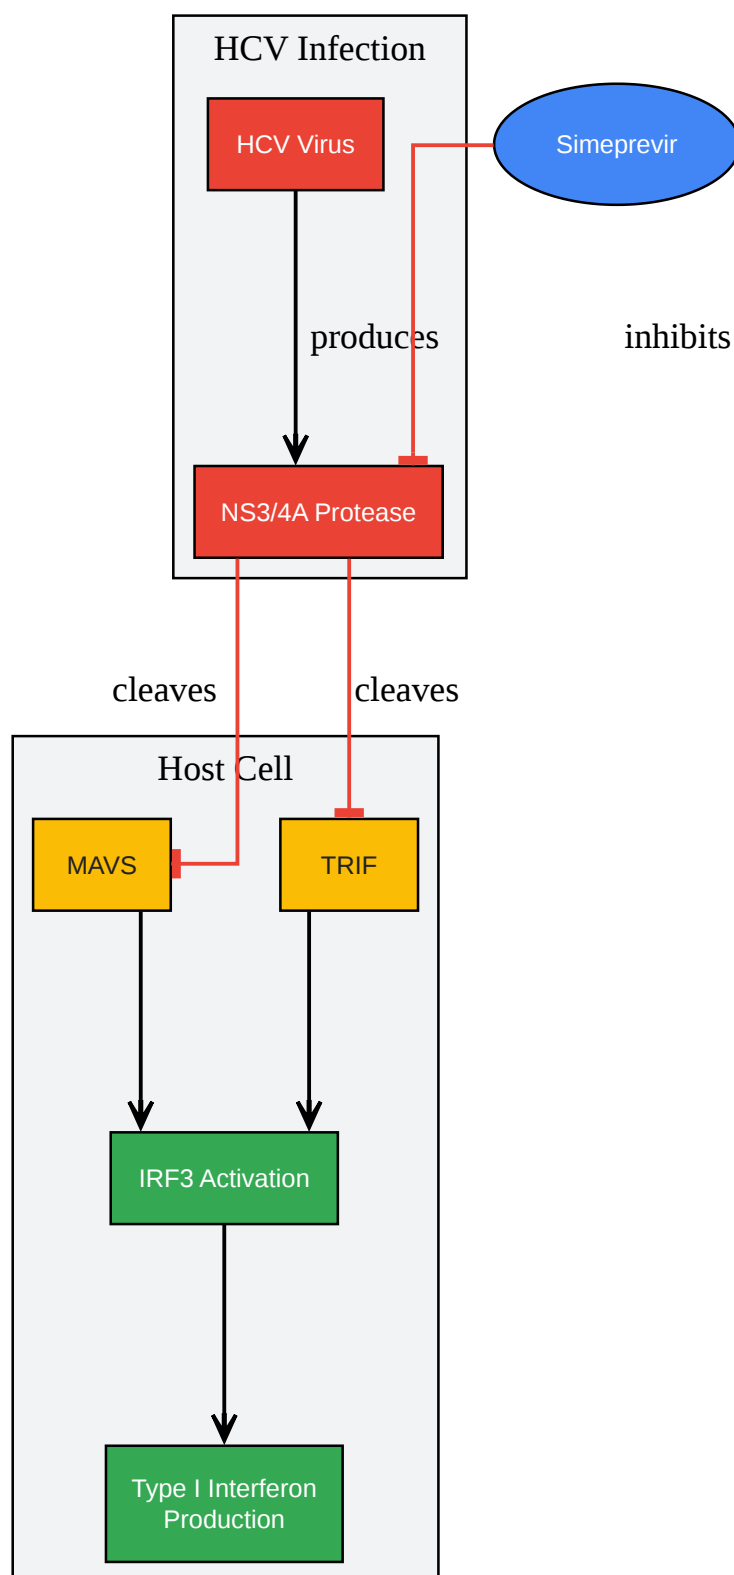 HCV Infection
HCV Virus
Simeprevir
produces
inhibits
NS3/4A Protease
cleaves
cleaves
Host Cell
MAVS
TRIF
IRF3 Activation
Type I Interferon
Production